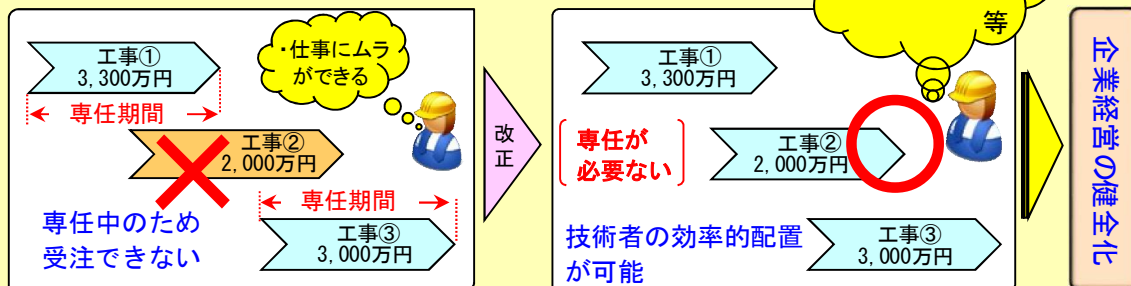 工事①
3,300万円
専任期間
・仕事にムラ
ができる
工事②
2,000万円
専任期間
専任中のため
受注できない
工事③
3,000万円
改正
等
工事①
3,300万円
専任が
必要ない
工事②
2,000万円
技術者の効率的配置
が可能
工事③
3,000万円
企業経営の健全化